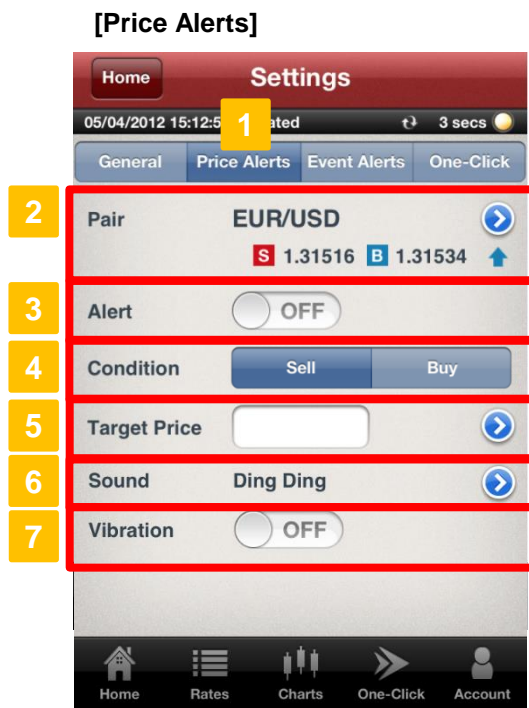 [Price Alerts]
Home Settings
05/04/2012 15:12:5 ated 3 secs
1
General Price Alerts Event Alerts One-Click
2 Pair EUR/USD
S 1.31516 B 1.31534
3 Alert OFF
4 Condition Sell Buy
5 Target Price
6 Sound Ding Ding
7 Vibration OFF
Home Rates Charts One-Click Account